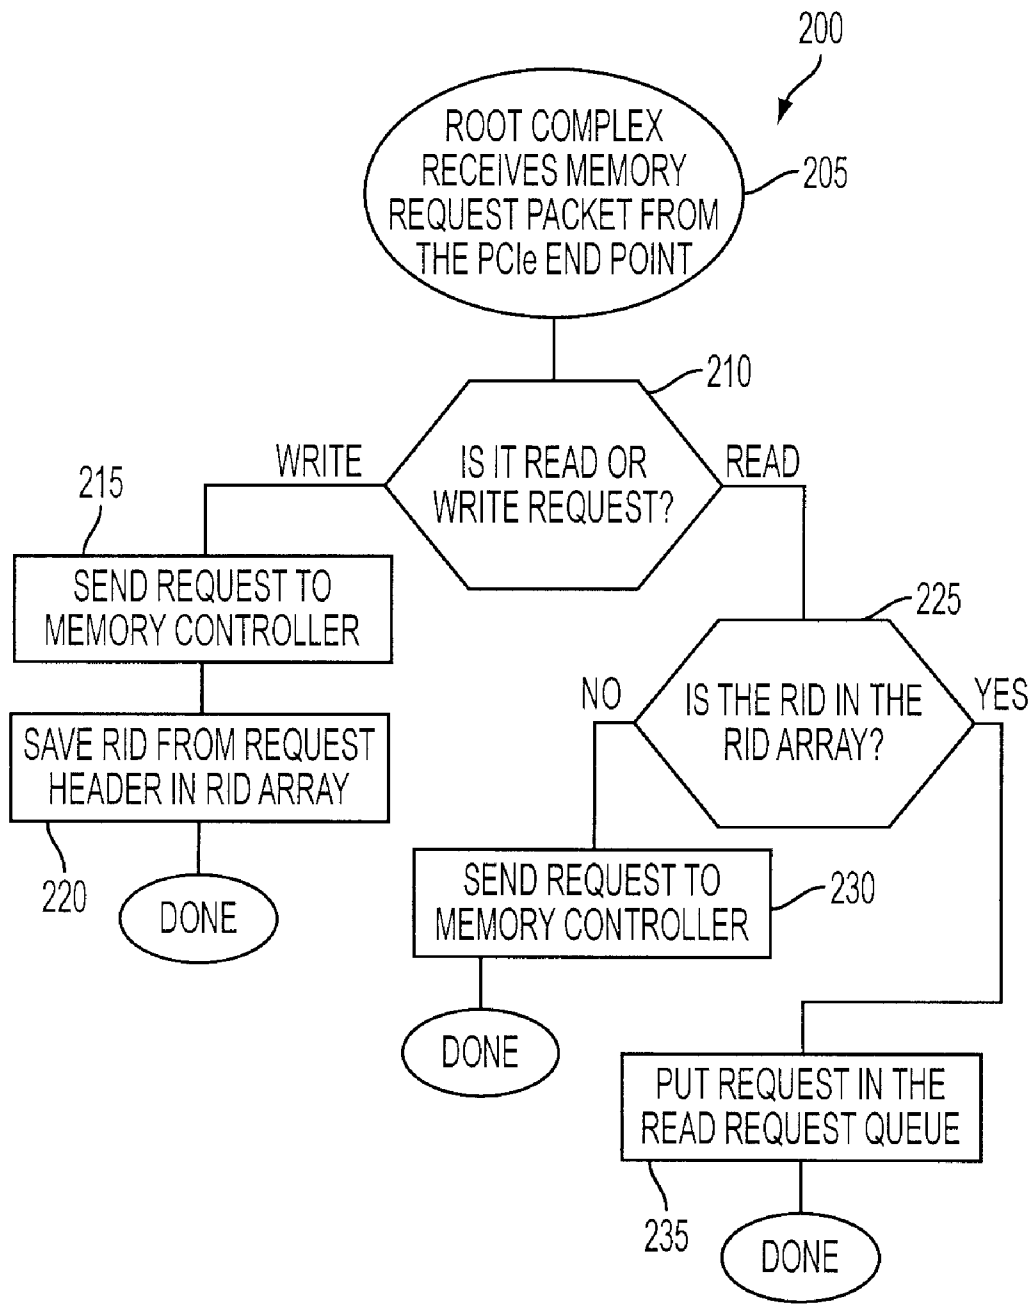 200
ROOT COMPLEX
RECEIVES MEMORY
REQUEST PACKET FROM
THE PCIe END POINT
205
210
IS IT READ OR
WRITE REQUEST?
WRITE
READ
215
SEND REQUEST TO
MEMORY CONTROLLER
SAVE RID FROM REQUEST
HEADER IN RID ARRAY
220
DONE
225
IS THE RID IN THE
RID ARRAY?
NO
YES
SEND REQUEST TO
MEMORY CONTROLLER
230
DONE
PUT REQUEST IN THE
READ REQUEST QUEUE
235
DONE